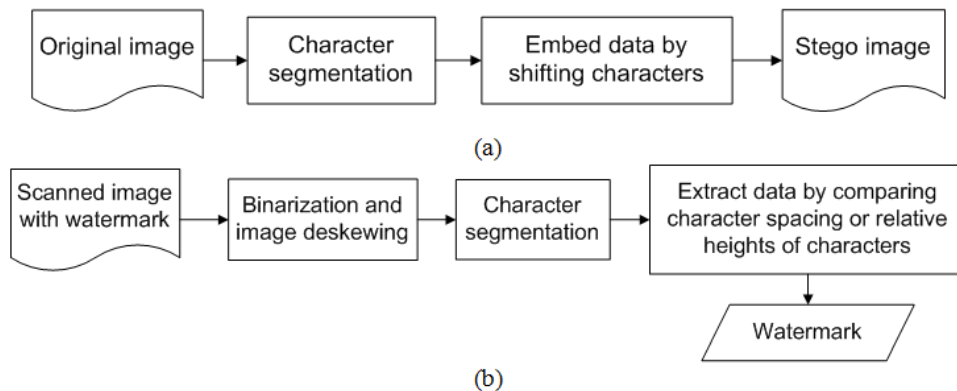 Original image
Character
segmentation
Embed data by
shifting characters
Stego image
(a)
Scanned image
with watermark
Binarization and
image deskewing
Character
segmentation
Extract data by comparing
character spacing or relative
heights of characters
Watermark
(b)